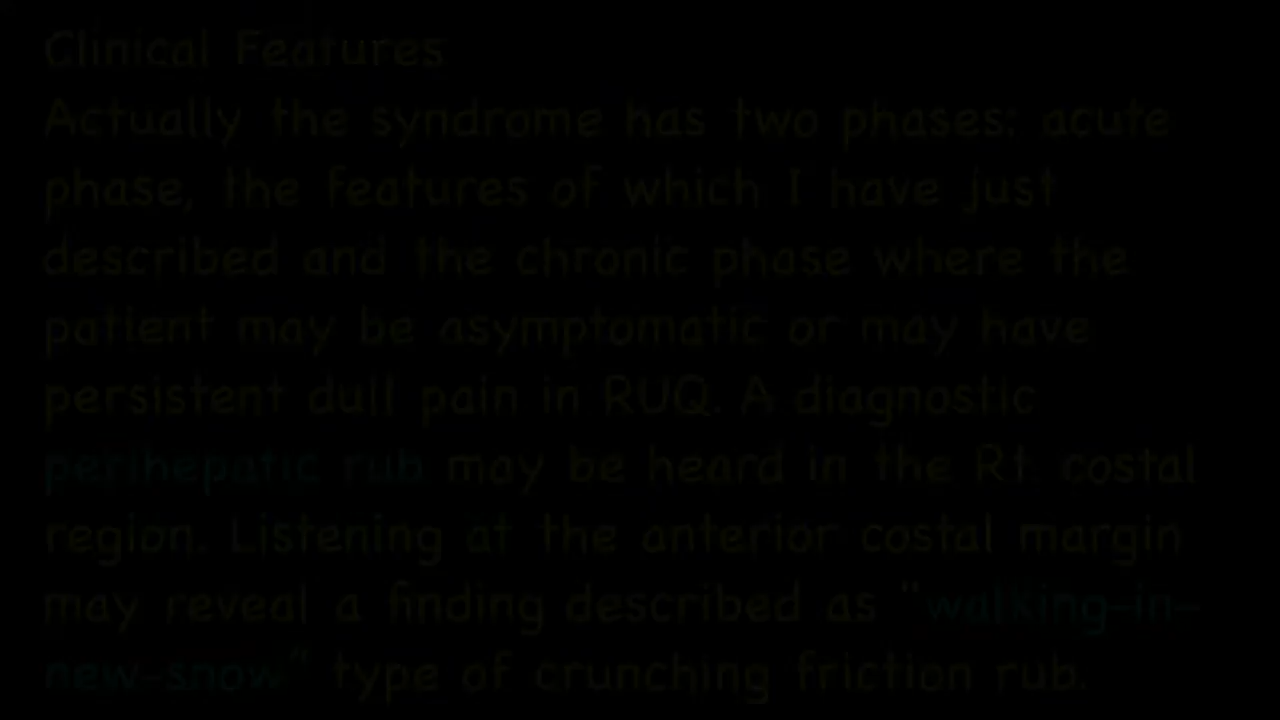 Clinical Features
Actually the syndrome has two phases: acute
phase, the features of which I have just
described and the chronic phase where the
patient may be asymptomatic or may have
persistent dull pain in RUQ. A diagnostic
perihepatic rub may be heard in the Rt. costal
region. Listening at the anterior costal margin
may reveal a finding described as "walking-in-
new-snow" type of crunching friction rub.